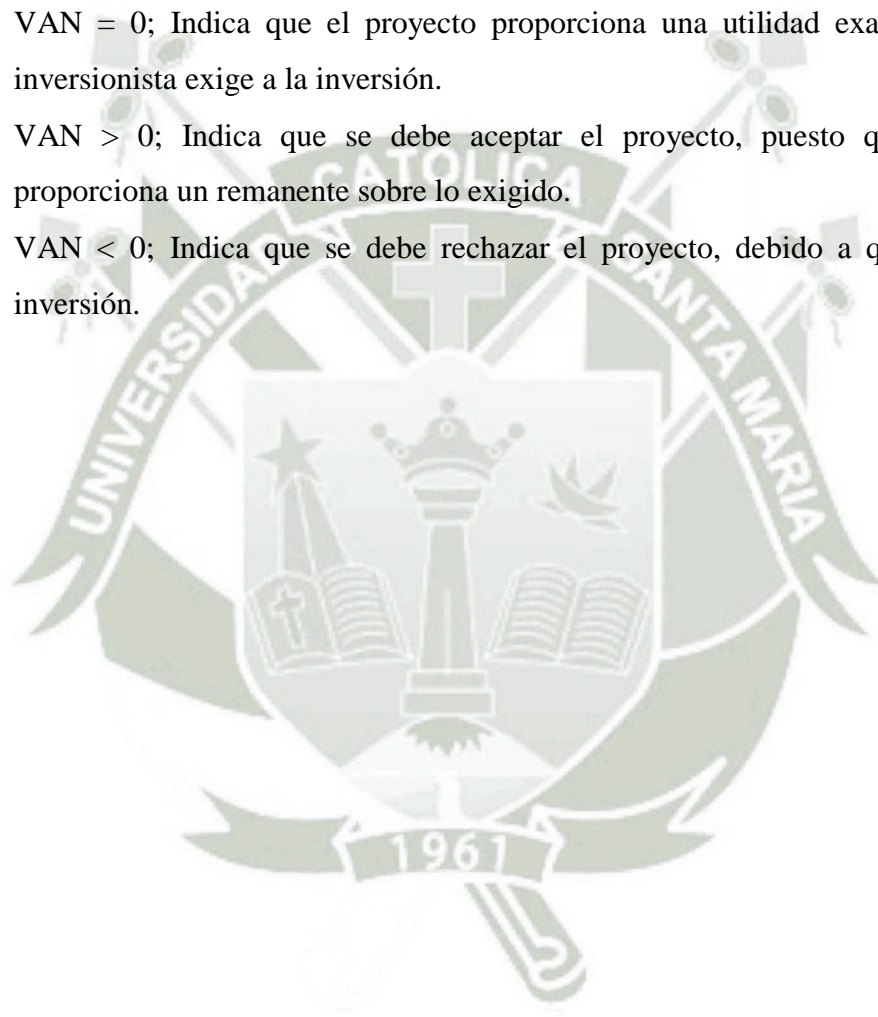 VAN = 0; Indica que el proyecto proporciona una utilidad exa
inversionista exige a la inversión.
VAN > 0; Indica que se debe aceptar el proyecto, puesto q
proporciona un remanente sobre lo exigido.
VAN < 0; Indica que se debe rechazar el proyecto, debido a q
inversión.
UNIVERSIDAD CATOLICA SANTA MARIA
1961